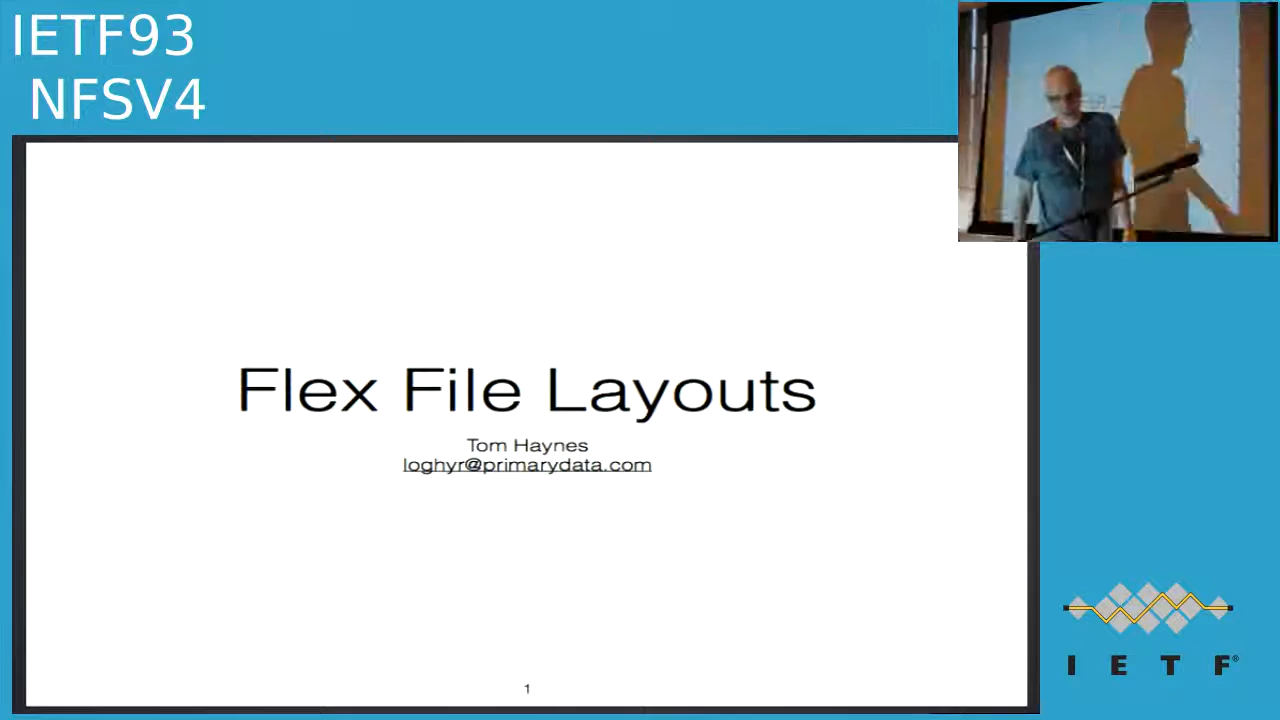 IETF93
NFSV4
Flex File Layouts
Tom Haynes
loghyr@primarydata.com
1
I E T F®